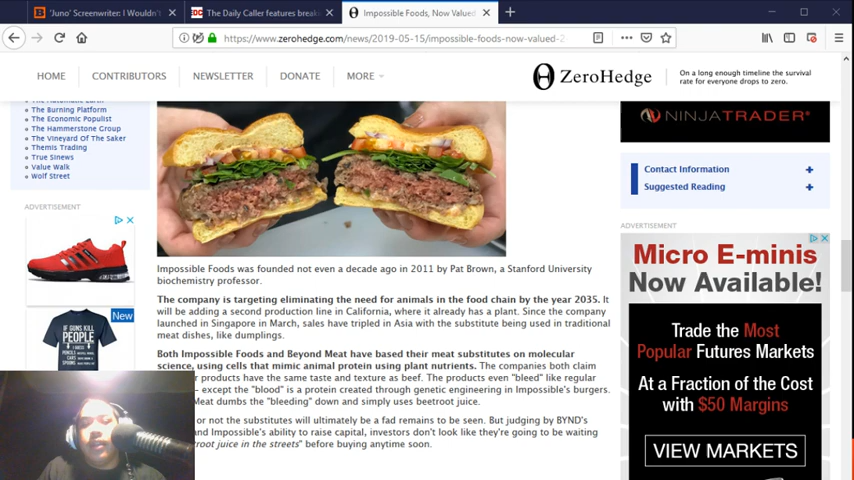 'Juno' Screenwriter: I Wouldn'
The Daily Caller features break
Impossible Foods, Now Valued
https://www.zerohedge.com/news/2019-05-15/impossible-foods-now-valued-2
HOME CONTRIBUTORS NEWSLETTER DONATE MORE
ZeroHedge
On a long enough timeline the survival
rate for everyone drops to zero.
The Burning Platform
The Economic Populist
The Hammerstone Group
The Vineyard Of The Saker
Themis Trading
True Sinews
Value Walk
Wolf Street
ADVERTISEMENT
New
IF GUNS KILL
PEOPLE
Impossible Foods was founded not even a decade ago in 2011 by Pat Brown, a Stanford University
biochemistry professor.
The company is targeting eliminating the need for animals in the food chain by the year 2035. It
will be adding a second production line in California, where it already has a plant. Since the company
launched in Singapore in March, sales have tripled in Asia with the substitute being used in traditional
meat dishes, like dumplings.
Both Impossible Foods and Beyond Meat have based their meat substitutes on molecular
science, using cells that mimic animal protein using plant nutrients. The companies both claim
r products have the same taste and texture as beef. The products even "bleed" like regular
– except the "blood" is a protein created through genetic engineering in Impossible's burgers.
Meat dumbs the "bleeding" down and simply uses beetroot juice.
or not the substitutes will ultimately be a fad remains to be seen. But judging by BYND's
nd Impossible's ability to raise capital, investors don't look like they're going to be waiting
root juice in the streets" before buying anytime soon.
NINJATRADER
Contact Information +
Suggested Reading +
ADVERTISEMENT
Micro E-minis
Now Available!
Trade the Most
Popular Futures Markets
At a Fraction of the Cost
with $50 Margins
VIEW MARKETS